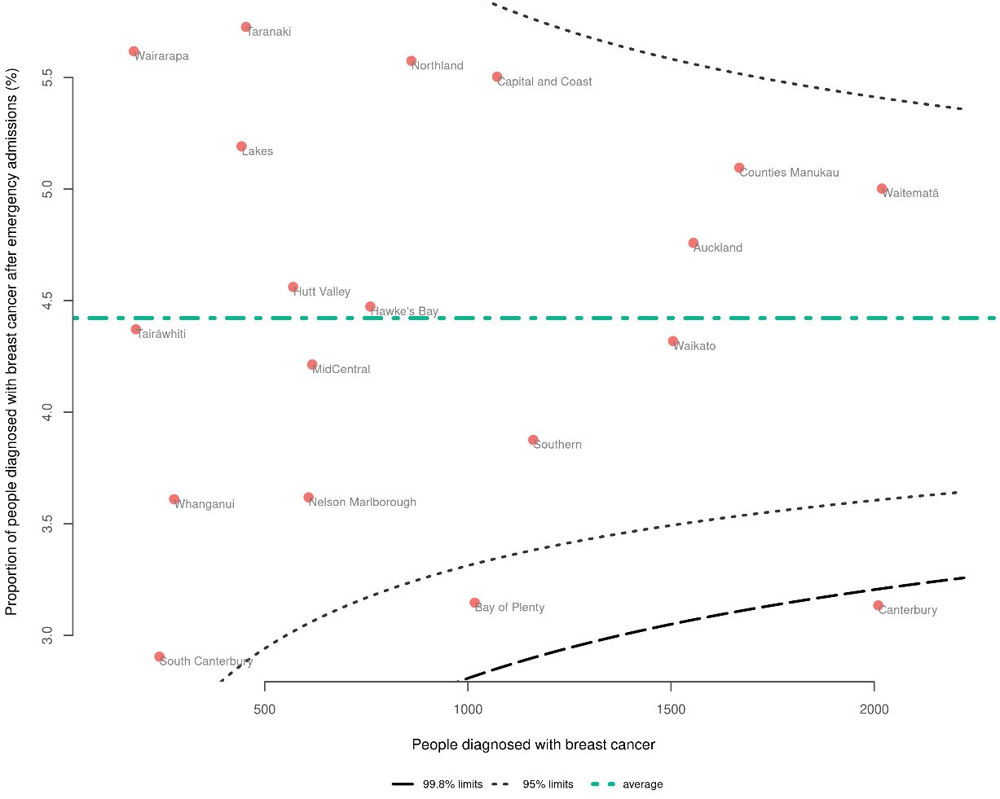 Proportion of people diagnosed with breast cancer after emergency admissions (%)
5.5
5.0
4.5
4.0
3.5
3.0
Taranaki
Wairarapa
Northland
Capital and Coast
Lakes
Counties Manukau
Waitematā
Auckland
Hutt Valley
Hawke's Bay
Tairāwhiti
Waikato
MidCentral
Southern
Nelson Marlborough
Whanganui
Bay of Plenty
Canterbury
South Canterbury
500 1000 1500 2000
People diagnosed with breast cancer
99.8% limits 95% limits average